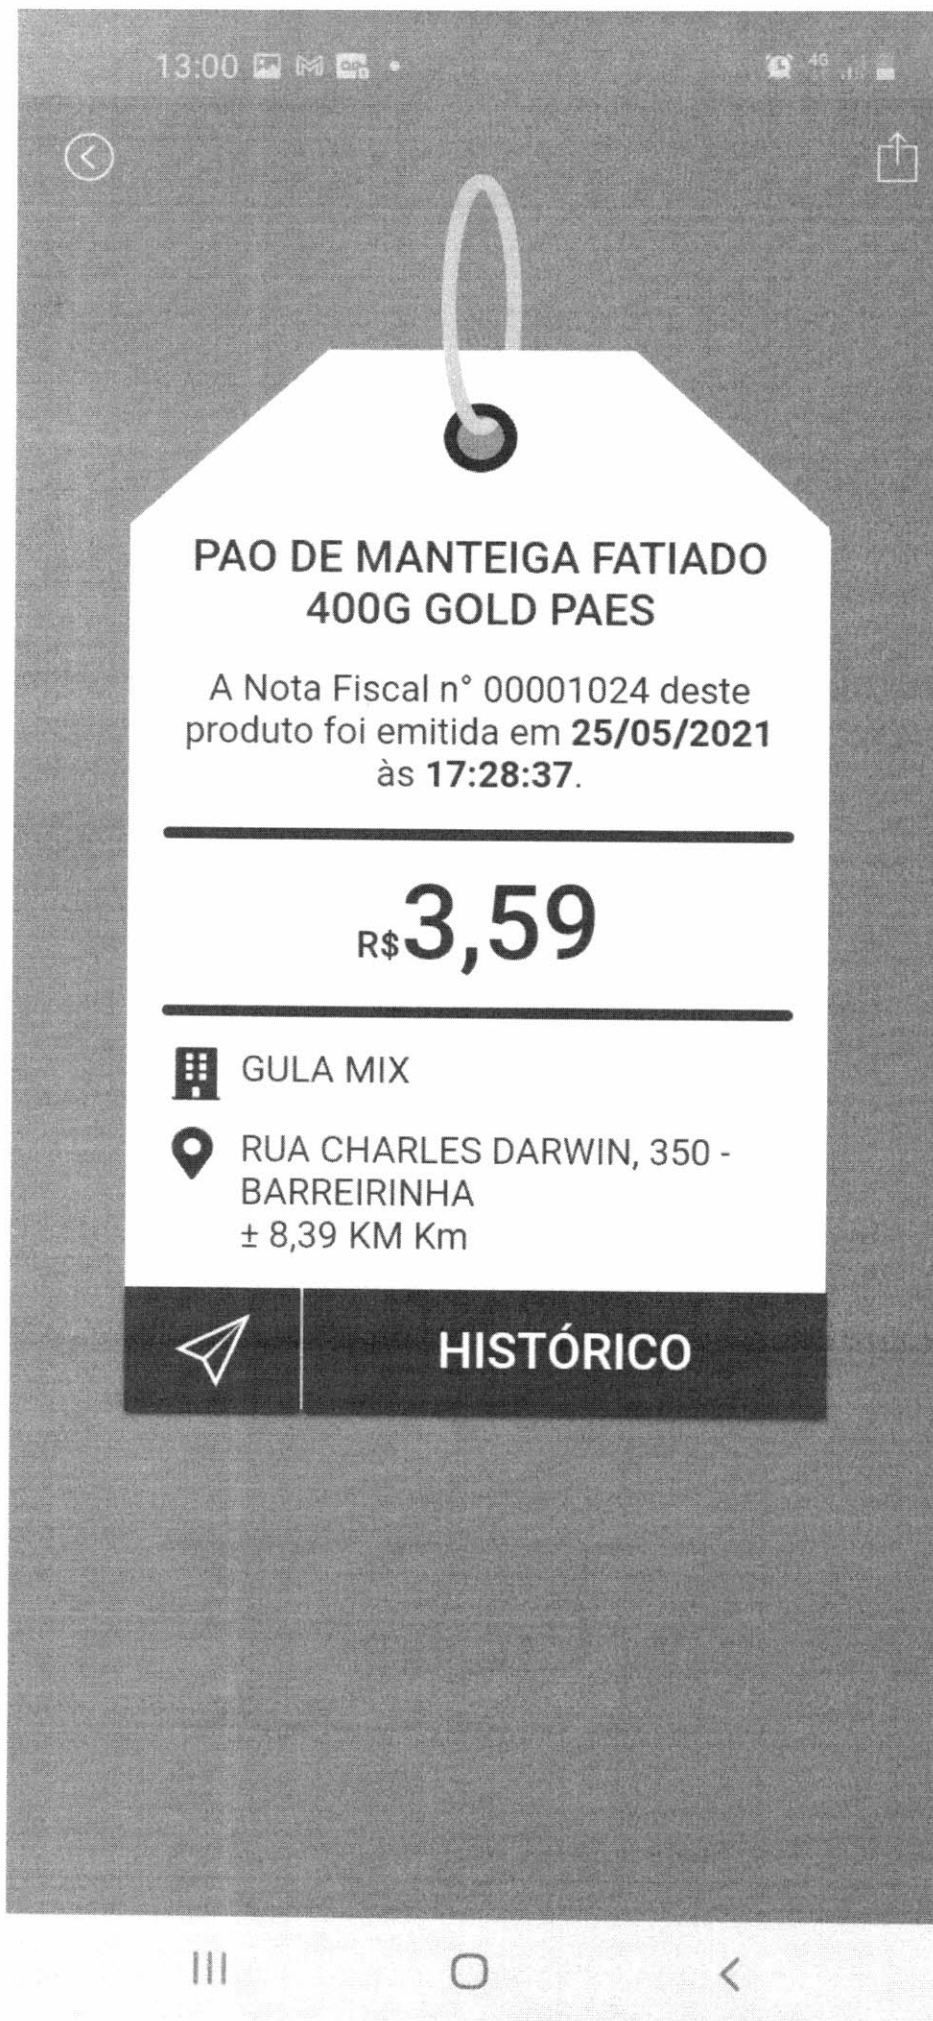 13:00
4G
PAO DE MANTEIGA FATIADO
400G GOLD PAES
A Nota Fiscal n° 00001024 deste
produto foi emitida em 25/05/2021
às 17:28:37.
R$3,59
GULA MIX
RUA CHARLES DARWIN, 350 -
BARREIRINHA
± 8,39 KM Km
HISTÓRICO